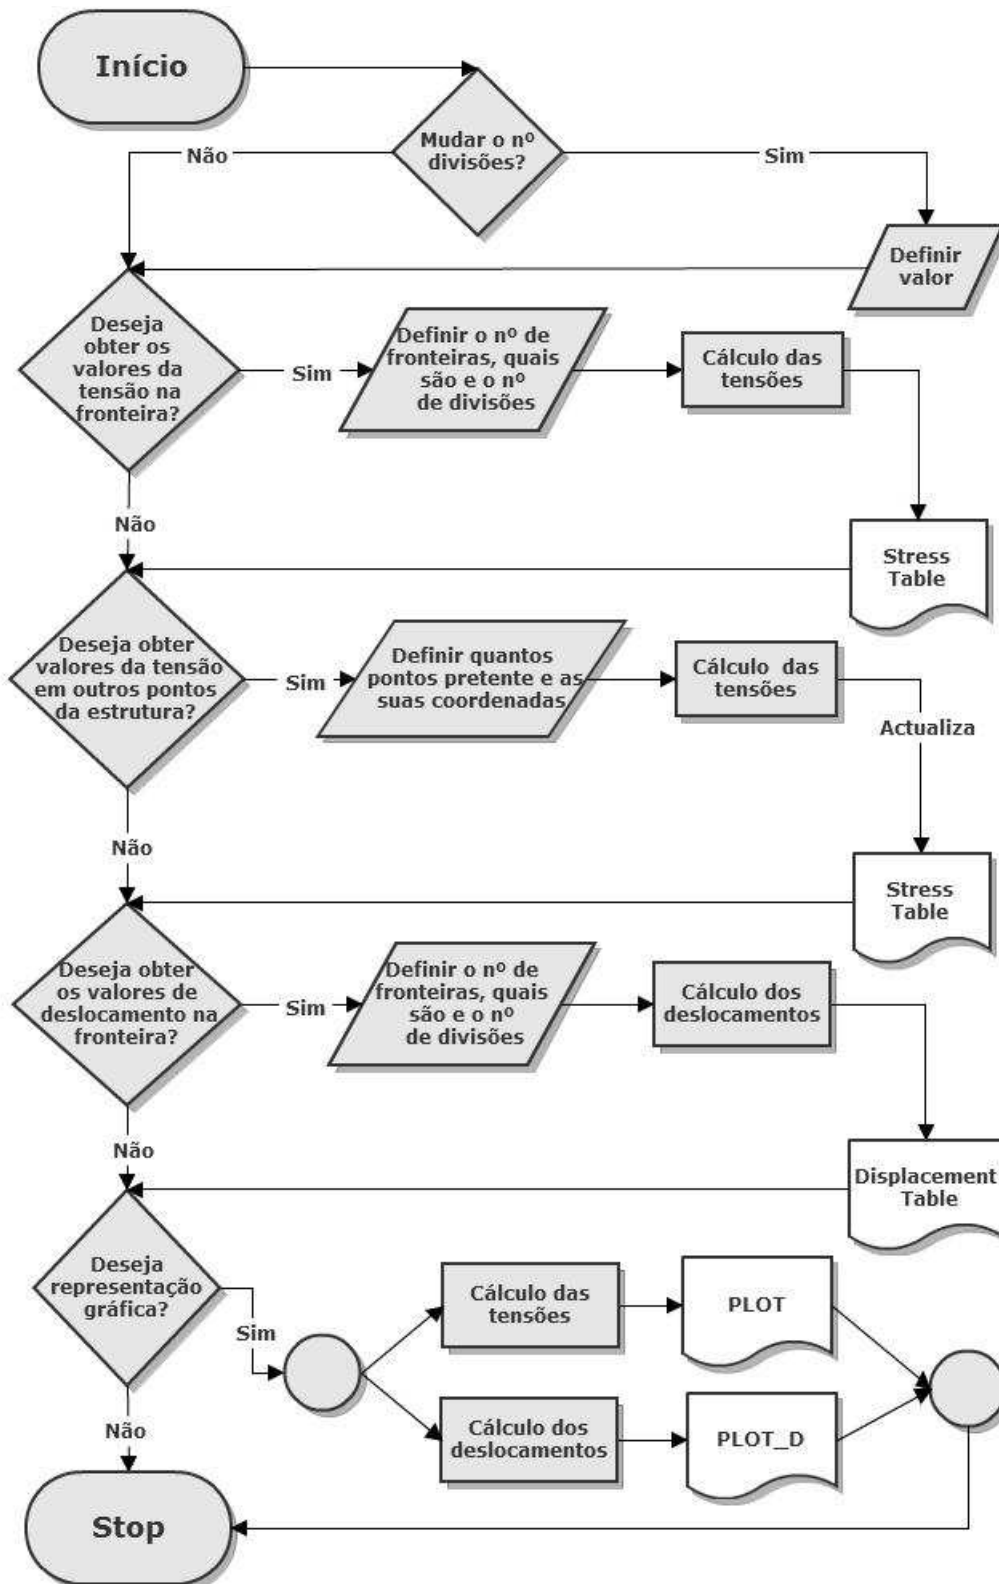 Início
Mudar o nº
divisões?
Não
Sim
Definir
valor
Deseja
obter os
valores da
tensão na
fronteira?
Sim
Definir o nº de
fronteiras, quais
são e o nº
de divisões
Cálculo das
tensões
Não
Stress
Table
Deseja obter
valores da tensão
em outros pontos
da estrutura?
Sim
Definir quantos
pontos pretente e as
suas coordenadas
Cálculo das
tensões
Actualiza
Não
Stress
Table
Deseja obter
os valores de
deslocamento na
fronteira?
Sim
Definir o nº de
fronteiras, quais
são e o nº
de divisões
Cálculo dos
deslocamentos
Não
Displacement
Table
Deseja
representação
gráfica?
Sim
Cálculo das
tensões
PLOT
Cálculo dos
deslocamentos
PLOT_D
Não
Stop